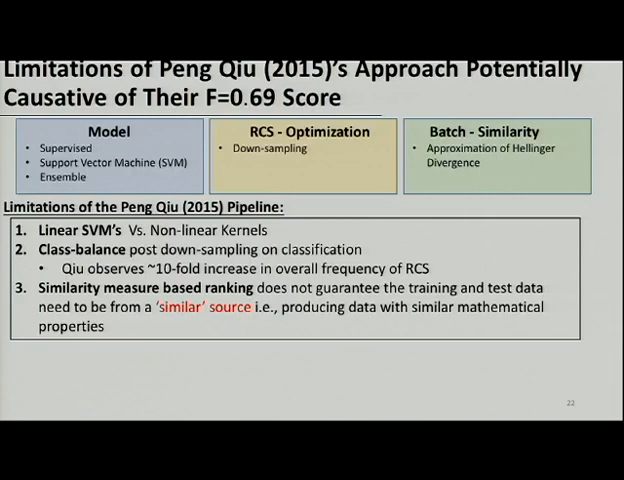 Limitations of Peng Qiu (2015)'s Approach Potentially
Causative of Their F=0.69 Score
Model
• Supervised
• Support Vector Machine (SVM)
• Ensemble
RCS - Optimization
• Down-sampling
Batch - Similarity
• Approximation of Hellinger
Divergence
Limitations of the Peng Qiu (2015) Pipeline:
1. Linear SVM's Vs. Non-linear Kernels
2. Class-balance post down-sampling on classification
• Qiu observes ~10-fold increase in overall frequency of RCS
3. Similarity measure based ranking does not guarantee the training and test data
need to be from a 'similar' source i.e., producing data with similar mathematical
properties
22